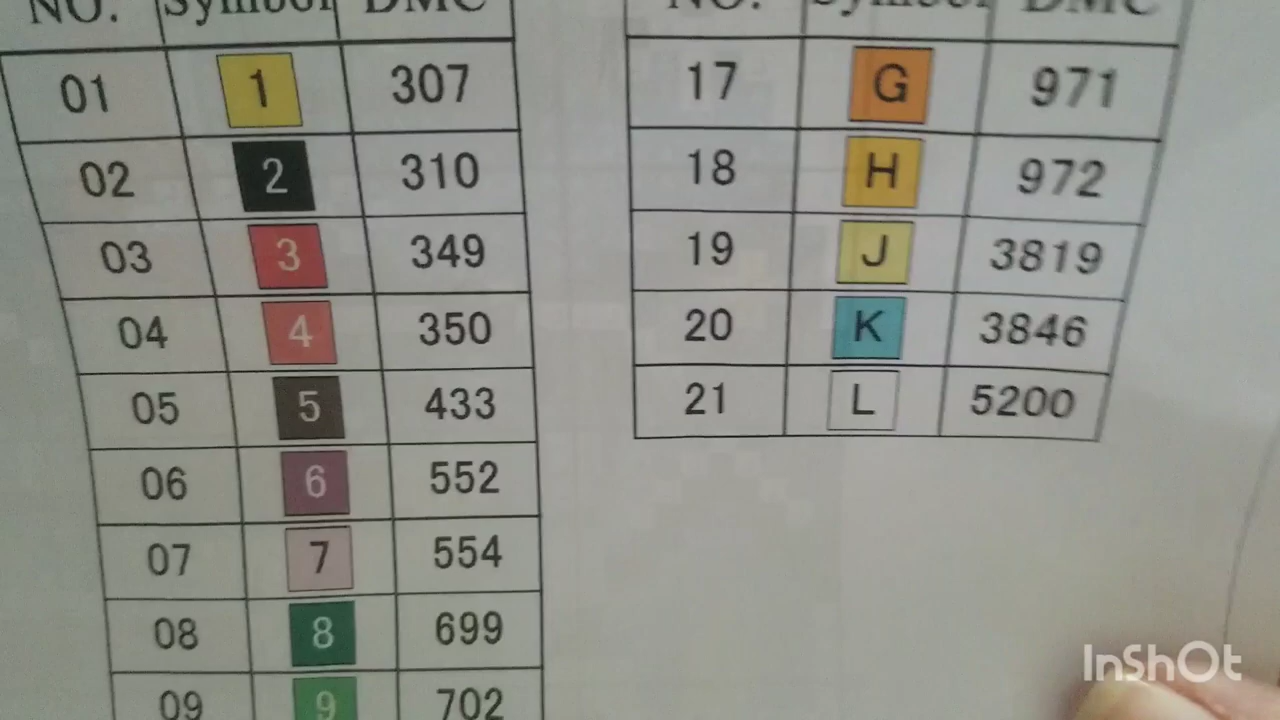 NO. Symbol DMC
01 1 307
02 2 310
03 3 349
04 4 350
05 5 433
06 6 552
07 7 554
08 8 699
09 9 702
NO. Symbol DMC
17 G 971
18 H 972
19 J 3819
20 K 3846
21 L 5200
InShOt